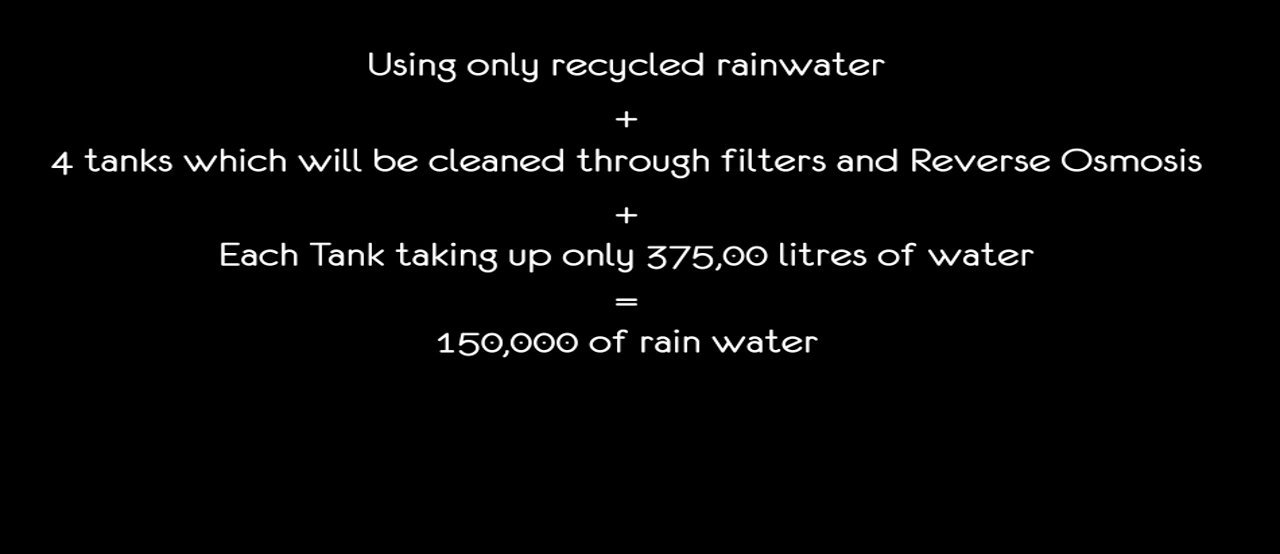 Using only recycled rainwater
+
4 tanks which will be cleaned through filters and Reverse Osmosis
+
Each Tank taking up only 375,00 litres of water
=
150,000 of rain water